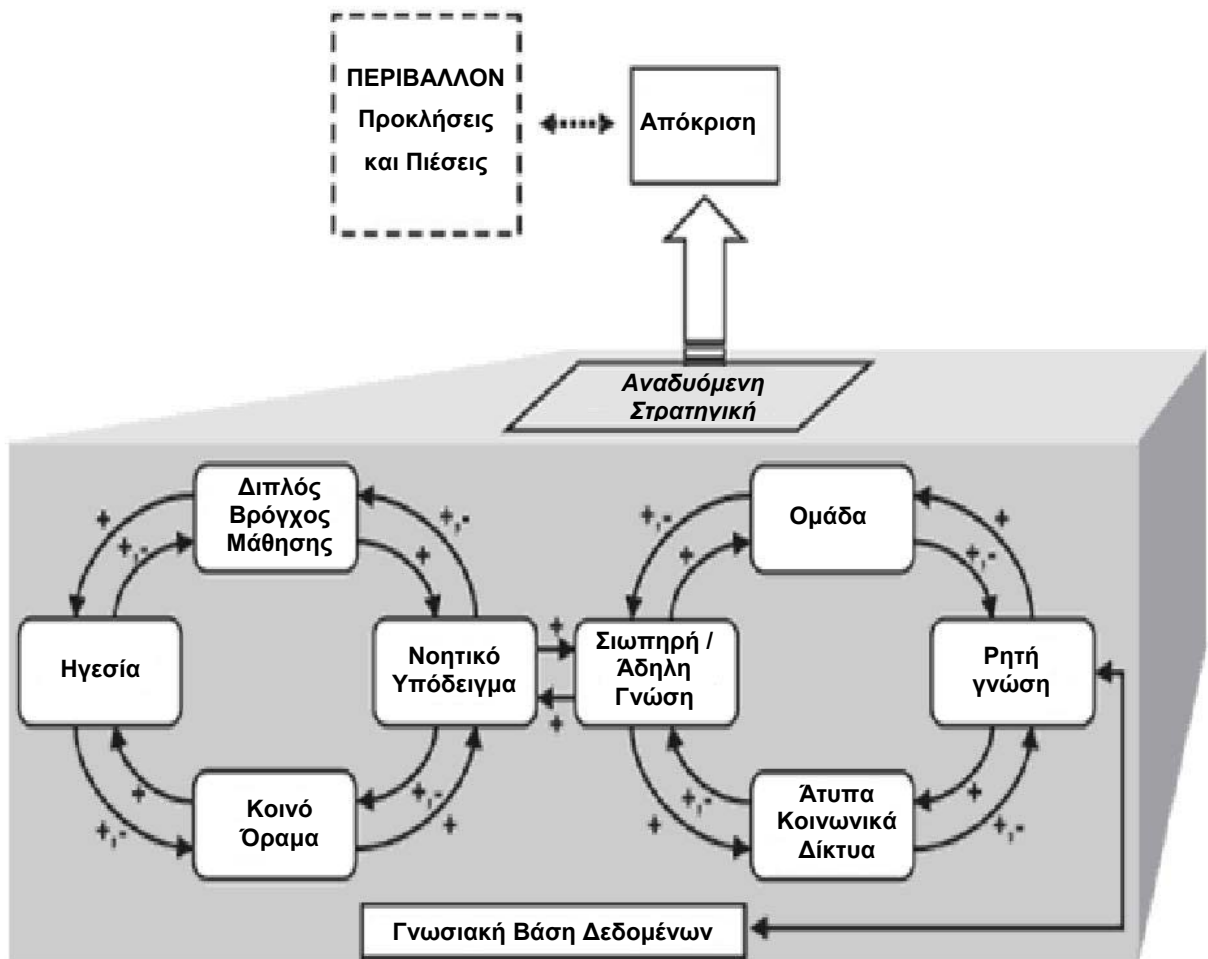 ΠΕΡΙΒΑΛΛΟΝ
Προκλήσεις
και Πιέσεις
Απόκριση
Αναδυόμενη
Στρατηγική
Διπλός
Βρόγχος
Μάθησης
+
+,-
+,-
+
Ηγεσία
Νοητικό
Υπόδειγμα
+
+,-
+,-
+
Κοινό
Όραμα
+
+
Ομάδα
+,-
+
+
+,-
Σιωπηρή /
Άδηλη
Γνώση
Ρητή
γνώση
+,-
+
+
+,-
Άτυπα
Κοινωνικά
Δίκτυα
Γνωσιακή Βάση Δεδομένων